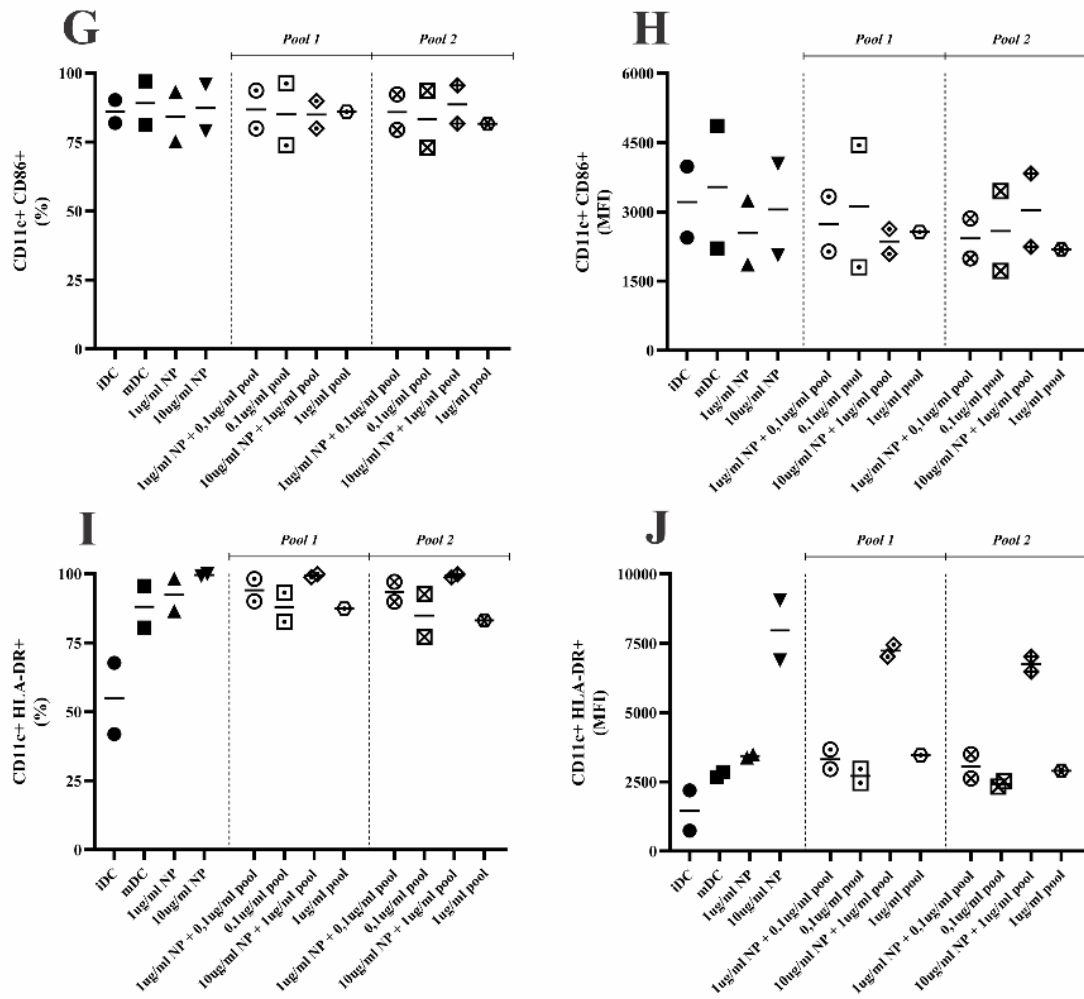 G
Pool 1
Pool 2
CD11c+ CD86+
(%)
100
75
50
25
0
iDC
mDC
1ug/ml NP
10ug/ml NP
1ug/ml NP + 0,1ug/ml pool
0,1ug/ml pool
10ug/ml NP + 1ug/ml pool
1ug/ml pool
1ug/ml NP + 0,1ug/ml pool
0,1ug/ml pool
10ug/ml NP + 1ug/ml pool
1ug/ml pool
H
Pool 1
Pool 2
CD11c+ CD86+
(MFI)
6000
4500
3000
1500
0
iDC
mDC
1ug/ml NP
10ug/ml NP
1ug/ml NP + 0,1ug/ml pool
0,1ug/ml pool
10ug/ml NP + 1ug/ml pool
1ug/ml pool
1ug/ml NP + 0,1ug/ml pool
0,1ug/ml pool
10ug/ml NP + 1ug/ml pool
1ug/ml pool
I
Pool 1
Pool 2
CD11c+ HLA-DR+
(%)
100
75
50
25
0
iDC
mDC
1ug/ml NP
10ug/ml NP
1ug/ml NP + 0,1ug/ml pool
0,1ug/ml pool
10ug/ml NP + 1ug/ml pool
1ug/ml pool
1ug/ml NP + 0,1ug/ml pool
0,1ug/ml pool
10ug/ml NP + 1ug/ml pool
1ug/ml pool
J
Pool 1
Pool 2
CD11c+ HLA-DR+
(MFI)
10000
7500
5000
2500
0
iDC
mDC
1ug/ml NP
10ug/ml NP
1ug/ml NP + 0,1ug/ml pool
0,1ug/ml pool
10ug/ml NP + 1ug/ml pool
1ug/ml pool
1ug/ml NP + 0,1ug/ml pool
0,1ug/ml pool
10ug/ml NP + 1ug/ml pool
1ug/ml pool